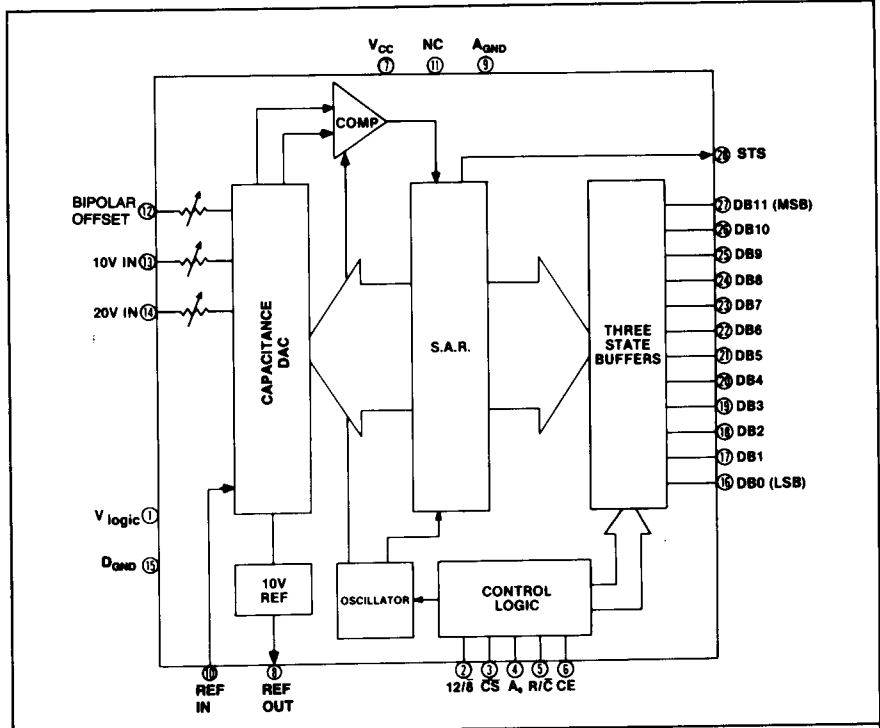 VCC NC AGND
⑦ ⑪ ⑨
COMP
㉘ STS
BIPOLAR
OFFSET ⑫
10V IN ⑬
20V IN ⑭
CAPACITANCE
DAC
S.A.R.
THREE
STATE
BUFFERS
㉗ DB11 (MSB)
㉖ DB10
㉕ DB9
㉔ DB8
㉓ DB7
㉒ DB6
㉑ DB5
⑳ DB4
⑲ DB3
⑱ DB2
⑰ DB1
⑯ DB0 (LSB)
V logic ①
DGND ⑮
10V
REF
OSCILLATOR
CONTROL
LOGIC
⑩ ⑧ ② ③ ④ ⑤ ⑥
REF
IN
REF
OUT
12/8̅ C̅S̅ A₀ R/C̅ CE